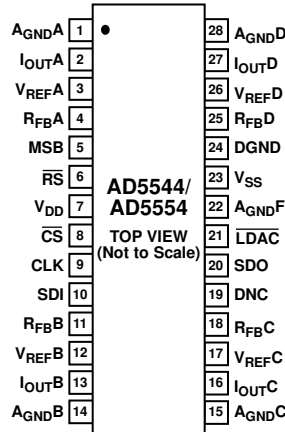 AGNDA 1 28 AGNDD
IOUTA 2 27 IOUTD
VREFA 3 26 VREFD
RFBA 4 25 RFBD
MSB 5 24 DGND
RS 6 23 VSS
AD5544/
VDD 7 22 AGNDF
AD5554
CS 8 TOP VIEW 21 LDAC
(Not to Scale)
CLK 9 20 SDO
SDI 10 19 DNC
RFBB 11 18 RFBC
VREFB 12 17 VREFC
IOUTB 13 16 IOUTC
AGNDB 14 15 AGNDC